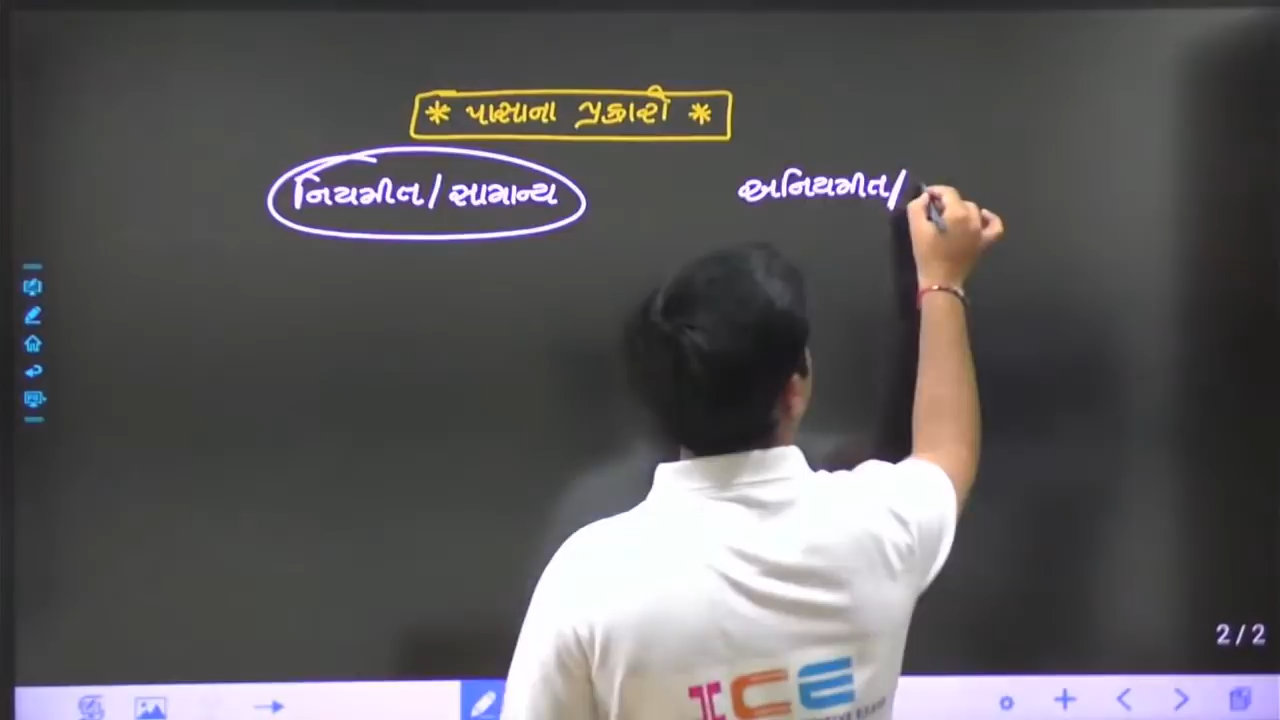 * પાસાના પ્રકારો *
નિયમીત / સામાન્ય
અનિયમીત /
ICE
2 / 2